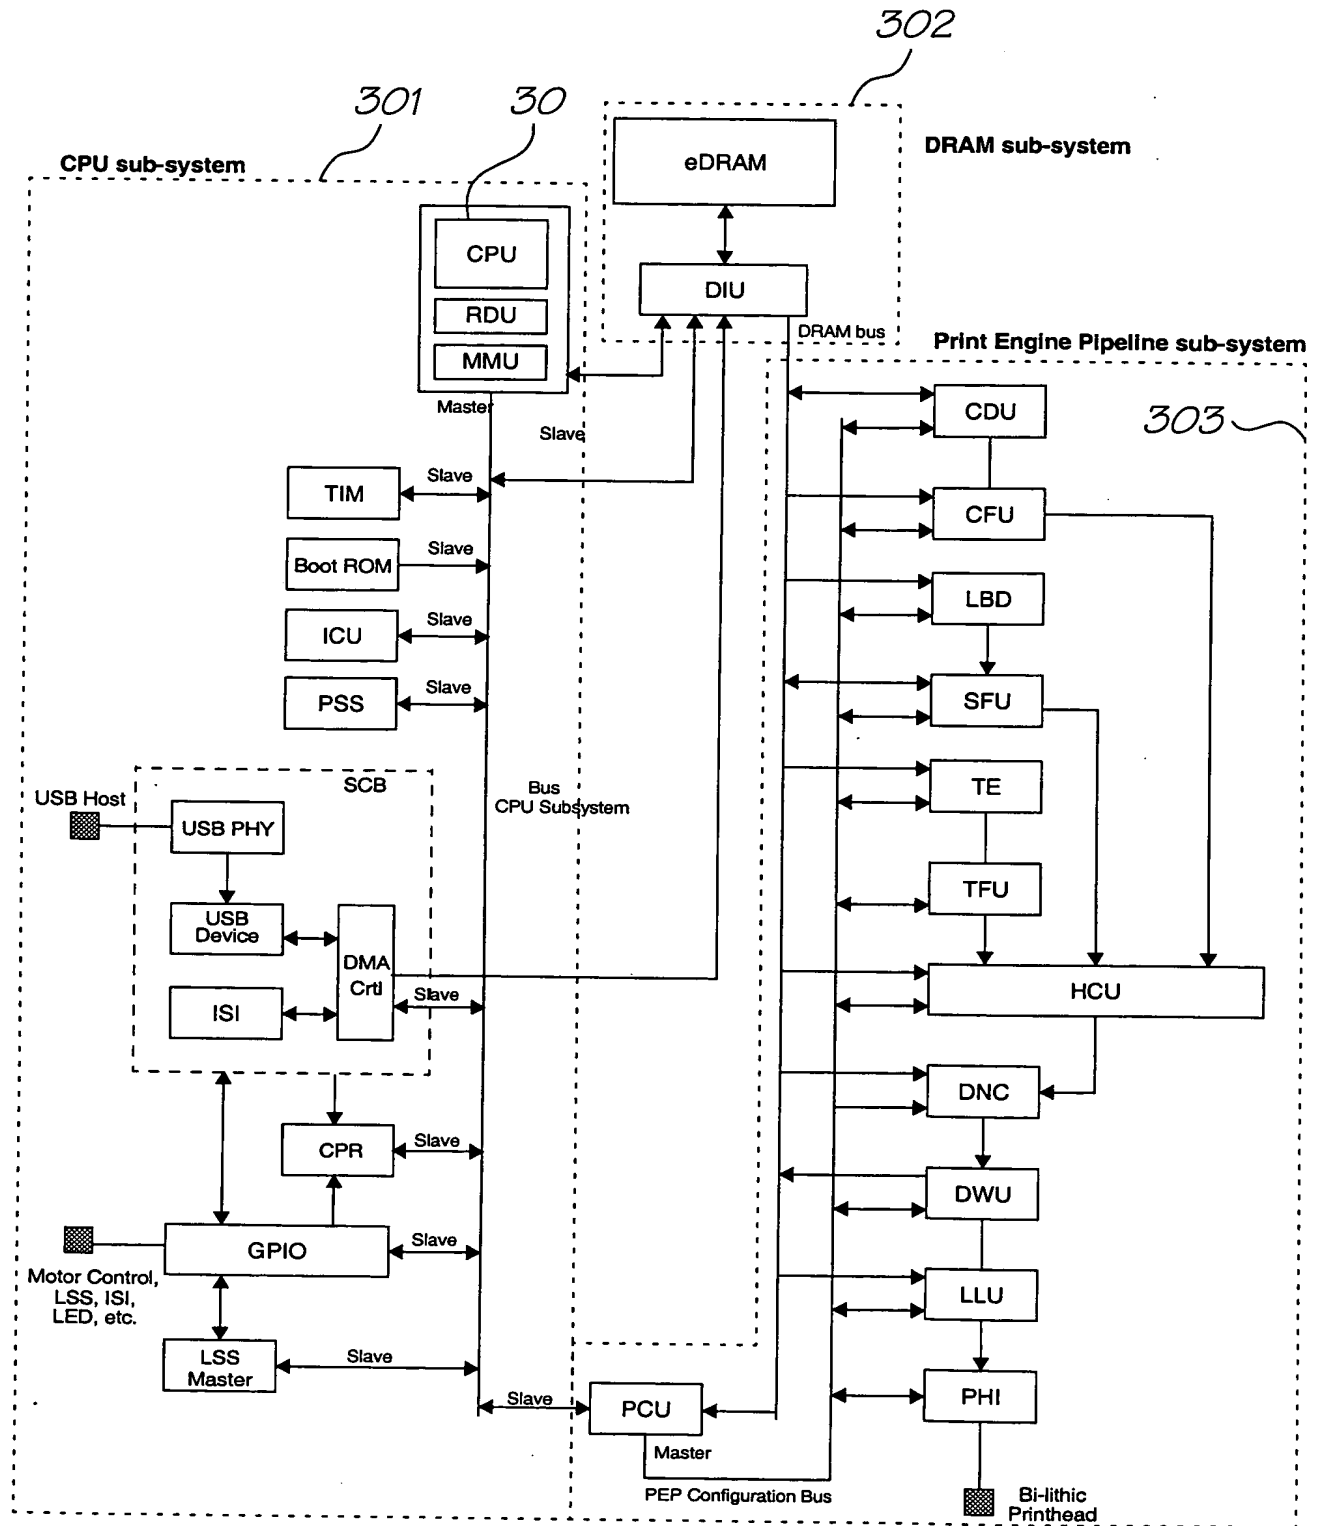 302
301
30
CPU sub-system
DRAM sub-system
eDRAM
CPU
DIU
RDU
DRAM bus
MMU
Print Engine Pipeline sub-system
Master
Slave
CDU
303
TIM
Slave
CFU
Boot ROM
Slave
LBD
ICU
Slave
PSS
Slave
SFU
SCB
Bus
CPU Subsystem
TE
USB Host
USB PHY
TFU
USB
Device
DMA
Crtl
Slave
ISI
HCU
DNC
CPR
Slave
DWU
GPIO
Slave
Motor Control,
LSS, ISI,
LED, etc.
LLU
LSS
Master
Slave
Slave
PCU
Master
PHI
PEP Configuration Bus
Bi-lithic
Printhead